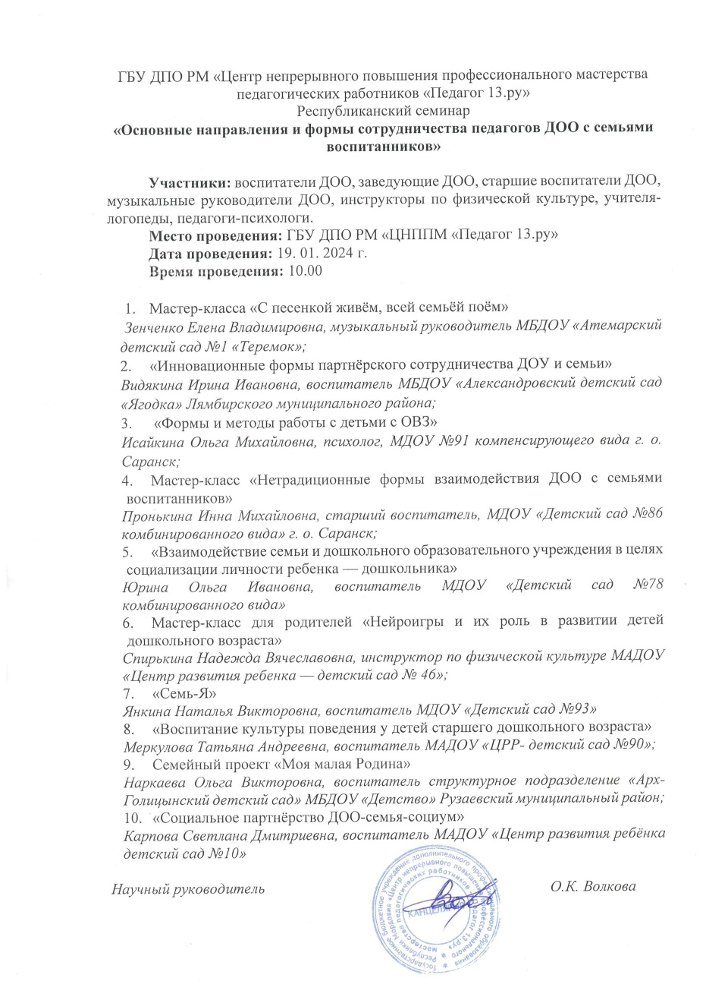 ГБУ ДПО РМ «Центр непрерывного повышения профессионального мастерства
педагогических работников «Педагог 13.ру»
Республиканский семинар
«Основные направления и формы сотрудничества педагогов ДОО с семьями
воспитанников»
Участники: воспитатели ДОО, заведующие ДОО, старшие воспитатели ДОО,
музыкальные руководители ДОО, инструкторы по физической культуре, учителя-
логопеды, педагоги-психологи.
Место проведения: ГБУ ДПО РМ «ЦНППМ «Педагог 13.ру»
Дата проведения: 19. 01. 2024 г.
Время проведения: 10.00
1. Мастер-класса «С песенкой живём, всей семьёй поём»
Зенченко Елена Владимировна, музыкальный руководитель МБДОУ «Атемарский
детский сад №1 «Теремок»;
2. «Инновационные формы партнёрского сотрудничества ДОУ и семьи»
Видякина Ирина Ивановна, воспитатель МБДОУ «Александровский детский сад
«Ягодка» Лямбирского муниципального района;
3. «Формы и методы работы с детьми с ОВЗ»
Исайкина Ольга Михайловна, психолог, МДОУ №91 компенсирующего вида г. о.
Саранск;
4. Мастер-класс «Нетрадиционные формы взаимодействия ДОО с семьями
воспитанников»
Пронькина Инна Михайловна, старший воспитатель, МДОУ «Детский сад №86
комбинированного вида» г. о. Саранск;
5. «Взаимодействие семьи и дошкольного образовательного учреждения в целях
социализации личности ребенка — дошкольника»
Юрина Ольга Ивановна, воспитатель МДОУ «Детский сад №78
комбинированного вида»
6. Мастер-класс для родителей «Нейроигры и их роль в развитии детей
дошкольного возраста»
Спирькина Надежда Вячеславовна, инструктор по физической культуре МАДОУ
«Центр развития ребенка — детский сад № 46»;
7. «Семь-Я»
Янкина Наталья Викторовна, воспитатель МДОУ «Детский сад №93»
8. «Воспитание культуры поведения у детей старшего дошкольного возраста»
Меркулова Татьяна Андреевна, воспитатель МАДОУ «ЦРР- детский сад №90»;
9. Семейный проект «Моя малая Родина»
Наркаева Ольга Викторовна, воспитатель структурное подразделение «Арх-
Голицынский детский сад» МБДОУ «Детство» Рузаевский муниципальный район;
10. «Социальное партнёрство ДОО-семья-социум»
Карпова Светлана Дмитриевна, воспитатель МАДОУ «Центр развития ребёнка
детский сад №10»
Научный руководитель
О.К. Волкова
Государственное бюджетное учреждение дополнительного профессионального образования
Республики Мордовия «Центр непрерывного повышения профессионального
мастерства педагогических работников